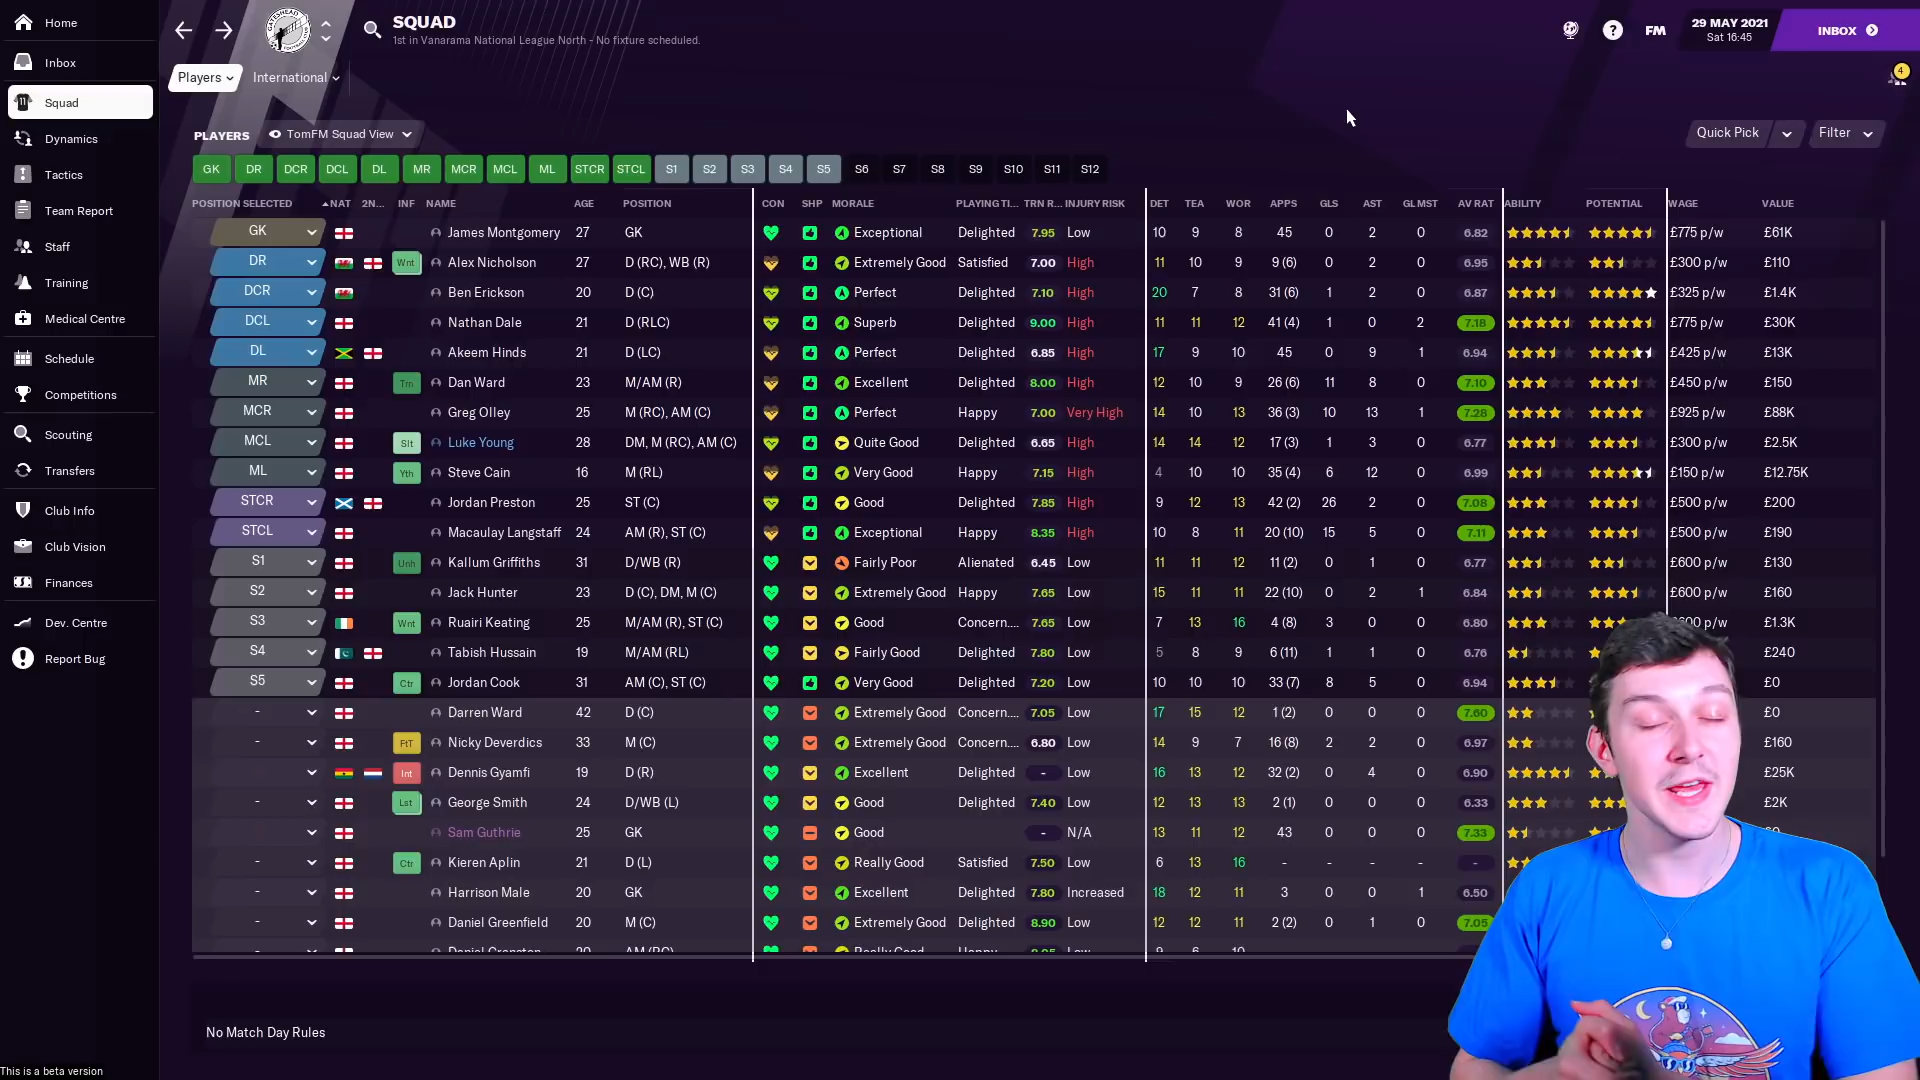 Home
Inbox
Squad
Dynamics
Tactics
Team Report
Staff
Training
Medical Centre
Schedule
Competitions
Scouting
Transfers
Club Info
Club Vision
Finances
Dev. Centre
Report Bug
This is a beta version
SQUAD
1st in Vanarama National League North - No fixture scheduled.
FM 29 MAY 2021 INBOX
Sat 16:45
Players International
4
PLAYERS TomFM Squad View Quick Pick Filter
GK DR DCR DCL DL MR MCR MCL ML STCR STCL S1 S2 S3 S4 S5 S6 S7 S8 S9 S10 S11 S12
POSITION SELECTED NAT 2N... INF NAME AGE POSITION CON SHP MORALE PLAYING TI... TRN R... INJURY RISK DET TEA WOR APPS GLS AST GL MST AV RAT ABILITY POTENTIAL WAGE VALUE
GK James Montgomery 27 GK Exceptional Delighted 7.95 Low 10 9 8 45 0 2 0 6.82 £775 p/w £61K
DR Wnt Alex Nicholson 27 D (RC), WB (R) Extremely Good Satisfied 7.00 High 11 10 9 9 (6) 0 2 0 6.95 £300 p/w £110
DCR Ben Erickson 20 D (C) Perfect Delighted 7.10 High 20 7 8 31 (6) 1 2 0 6.87 £325 p/w £1.4K
DCL Nathan Dale 21 D (RLC) Superb Delighted 9.00 High 11 11 12 41 (4) 1 0 2 7.18 £775 p/w £30K
DL Akeem Hinds 21 D (LC) Perfect Delighted 6.85 High 17 9 10 45 0 9 1 6.94 £425 p/w £13K
MR Trn Dan Ward 23 M/AM (R) Excellent Delighted 8.00 High 12 10 9 26 (6) 11 8 0 7.10 £450 p/w £150
MCR Greg Olley 25 M (RC), AM (C) Perfect Happy 7.00 Very High 14 10 13 36 (3) 10 13 1 7.28 £925 p/w £88K
MCL Slt Luke Young 28 DM, M (RC), AM (C) Quite Good Delighted 6.65 High 14 14 12 17 (3) 1 3 0 6.77 £300 p/w £2.5K
ML Yth Steve Cain 16 M (RL) Very Good Happy 7.15 High 4 10 10 35 (4) 6 12 0 6.99 £150 p/w £12.75K
STCR Jordan Preston 25 ST (C) Good Delighted 7.85 High 9 12 13 42 (2) 26 2 0 7.08 £500 p/w £200
STCL Macaulay Langstaff 24 AM (R), ST (C) Exceptional Happy 8.35 High 10 8 11 20 (10) 15 5 0 7.11 £500 p/w £190
S1 Unh Kallum Griffiths 31 D/WB (R) Fairly Poor Alienated 6.45 Low 11 11 12 11 (2) 0 1 0 6.77 £600 p/w £130
S2 Jack Hunter 23 D (C), DM, M (C) Extremely Good Happy 7.65 Low 15 11 11 22 (10) 0 2 1 6.84 £600 p/w £160
S3 Wnt Ruairi Keating 25 M/AM (R), ST (C) Good Concern.... 7.65 Low 7 13 16 4 (8) 3 0 0 6.80 p/w £1.3K
S4 Tabish Hussain 19 M/AM (RL) Fairly Good Delighted 7.80 Low 5 8 9 6 (11) 1 1 0 6.76 £240
S5 Ctr Jordan Cook 31 AM (C), ST (C) Very Good Delighted 7.20 Low 10 10 10 33 (7) 8 5 0 6.94 £0
- Darren Ward 42 D (C) Extremely Good Concern.... 7.05 Low 17 15 12 1 (2) 0 0 0 7.60 £0
- FtT Nicky Deverdics 33 M (C) Extremely Good Concern.... 6.80 Low 14 9 7 16 (8) 2 2 0 6.97 £160
- Int Dennis Gyamfi 19 D (R) Excellent Delighted - Low 16 13 12 32 (2) 0 4 0 6.90 £25K
- Lst George Smith 24 D/WB (L) Good Delighted 7.40 Low 12 13 13 2 (1) 0 0 0 6.33 £2K
- Sam Guthrie 25 GK Good - N/A 13 11 12 43 0 0 0 7.33
- Ctr Kieren Aplin 21 D (L) Really Good Satisfied 7.50 Low 6 13 16 - - - - -
- Harrison Male 20 GK Excellent Delighted 7.80 Increased 18 12 11 3 0 0 1 6.50
- Daniel Greenfield 20 M (C) Extremely Good Delighted 8.90 Low 12 12 11 2 (2) 0 1 0 7.05
No Match Day Rules